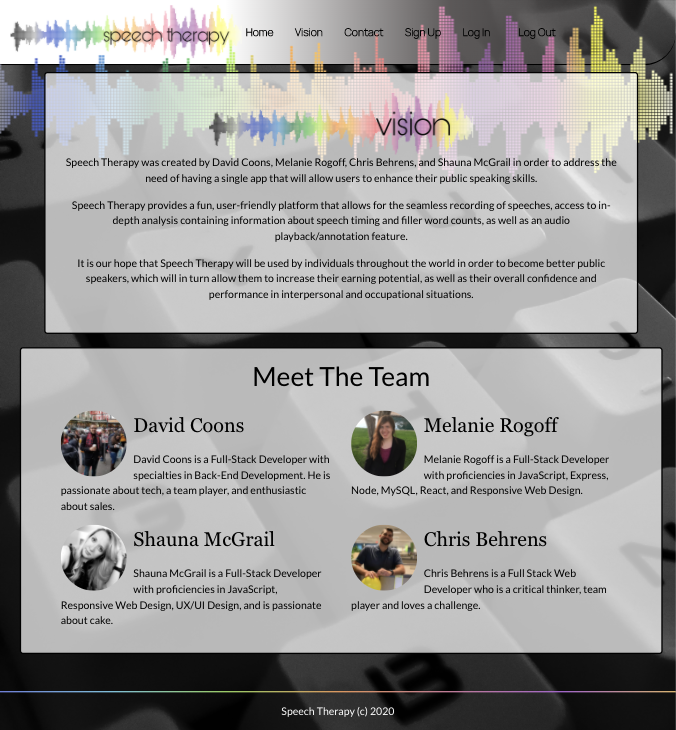 speech therapy Home Vision Contact Sign Up Log In Log Out
vision
Speech Therapy was created by David Coons, Melanie Rogoff, Chris Behrens, and Shauna McGrail in order to address the
need of having a single app that will allow users to enhance their public speaking skills.
Speech Therapy provides a fun, user-friendly platform that allows for the seamless recording of speeches, access to in-
depth analysis containing information about speech timing and filler word counts, as well as an audio
playback/annotation feature.
It is our hope that Speech Therapy will be used by individuals throughout the world in order to become better public
speakers, which will in turn allow them to increase their earning potential, as well as their overall confidence and
performance in interpersonal and occupational situations.
Meet The Team
David Coons
David Coons is a Full-Stack Developer with
specialties in Back-End Development. He is
passionate about tech, a team player, and enthusiastic
about sales.
Melanie Rogoff
Melanie Rogoff is a Full-Stack Developer
with proficiencies in JavaScript, Express,
Node, MySQL, React, and Responsive Web Design.
Shauna McGrail
Shauna McGrail is a Full-Stack Developer
with proficiencies in JavaScript,
Responsive Web Design, UX/UI Design, and is passionate
about cake.
Chris Behrens
Chris Behrens is a Full Stack Web
Developer who is a critical thinker, team
player and loves a challenge.
B
Speech Therapy (c) 2020